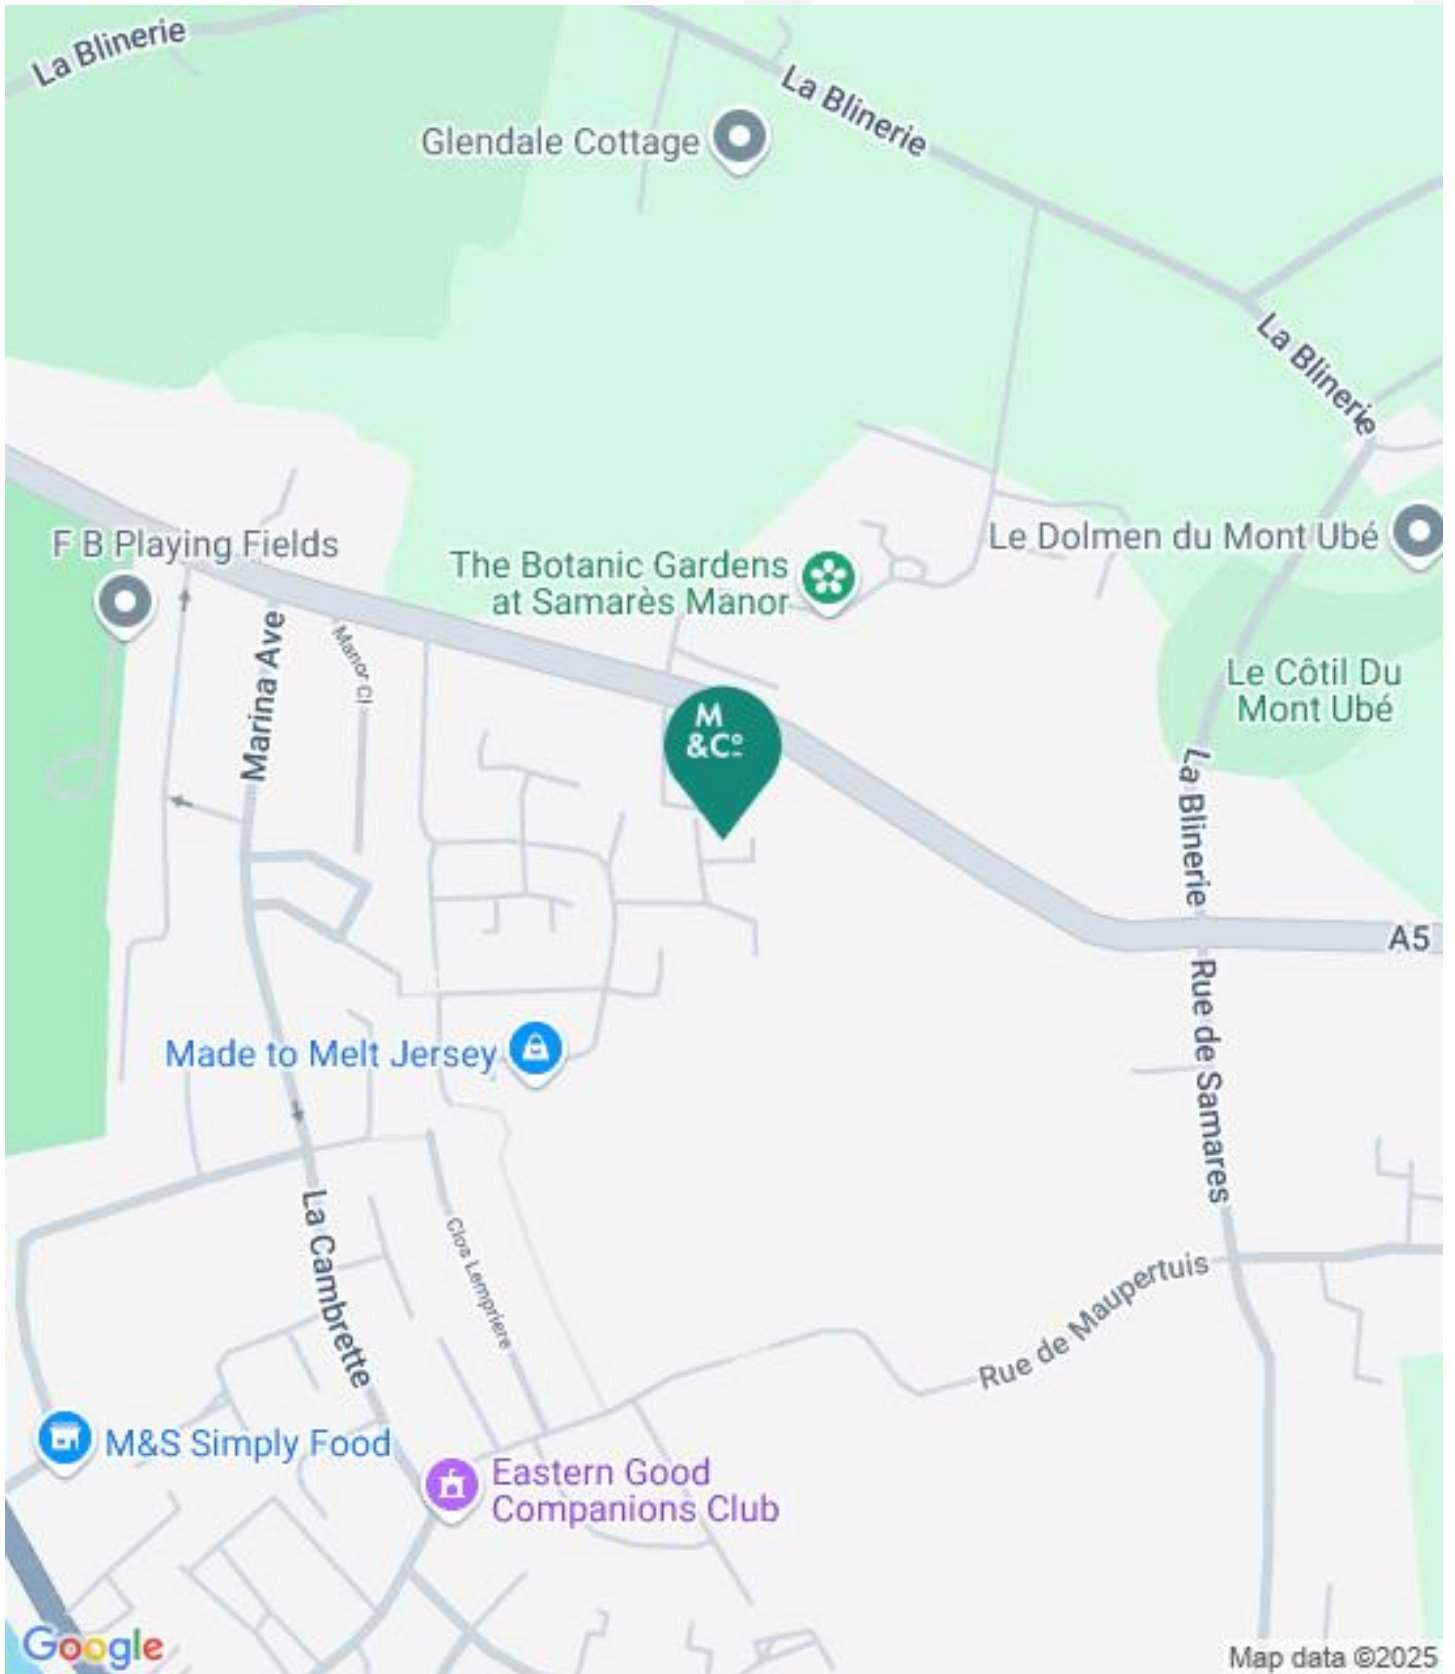 La Blinerie
La Blinerie
Glendale Cottage
La Blinerie
F B Playing Fields
Le Dolmen du Mont Ubé
The Botanic Gardens
at Samarès Manor
Marina Ave
Manor Cl
Le Côtil Du
Mont Ubé
M
&Cº
La Blinerie
A5
Rue de Samares
Made to Melt Jersey
La Cambrette
Clos Lempriere
Rue de Maupertuis
M&S Simply Food
Eastern Good
Companions Club
Google
Map data ©2025